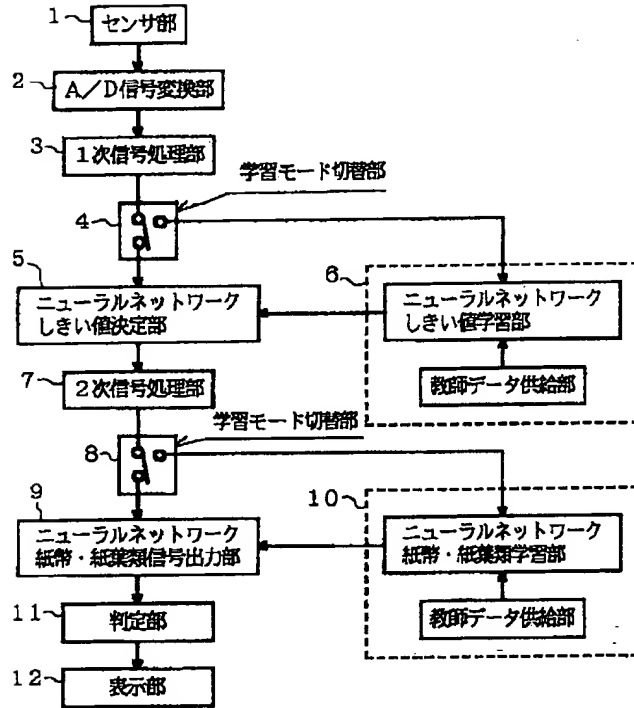 1
センサ部
2
A/D信号変換部
3
1次信号処理部
学習モード切替部
4
5
ニューラルネットワーク
しきい値決定部
6
ニューラルネットワーク
しきい値学習部
教師データ供給部
7
2次信号処理部
学習モード切替部
8
9
ニューラルネットワーク
紙幣・紙葉類信号出力部
10
ニューラルネットワーク
紙幣・紙葉類学習部
教師データ供給部
11
判定部
12
表示部